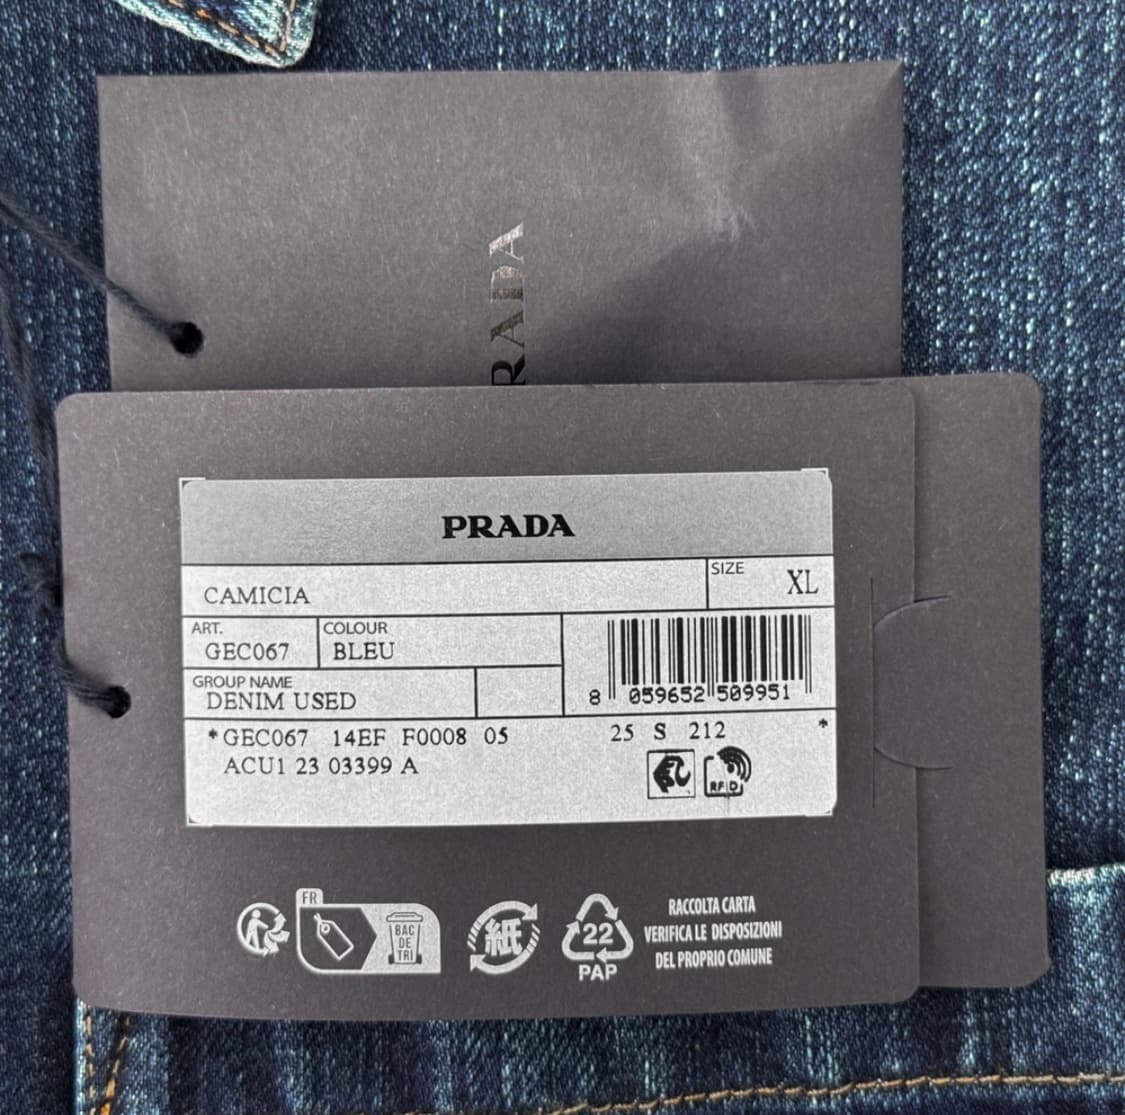 RADA
PRADA
CAMICIA
SIZE
XL
ART.
GEC067
COLOUR
BLEU
GROUP NAME
DENIM USED
8 059652 509951
*GEC067 14EF F0008 05
25 S 212 *
ACU1 23 03399 A
RFID
FR
BAC
DE
TRI
紙
22
PAP
RACCOLTA CARTA
VERIFICA LE DISPOSIZIONI
DEL PROPRIO COMUNE